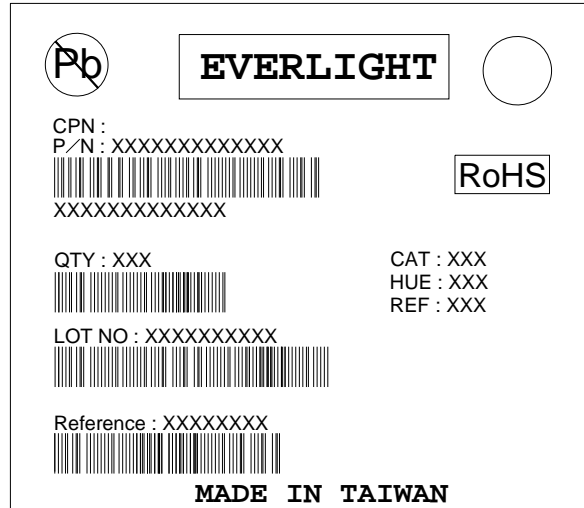 Pb
EVERLIGHT
CPN :
P/N : XXXXXXXXXXXXX
XXXXXXXXXXXXX
RoHS
QTY : XXX
CAT : XXX
HUE : XXX
REF : XXX
LOT NO : XXXXXXXXXX
Reference : XXXXXXXX
MADE IN TAIWAN